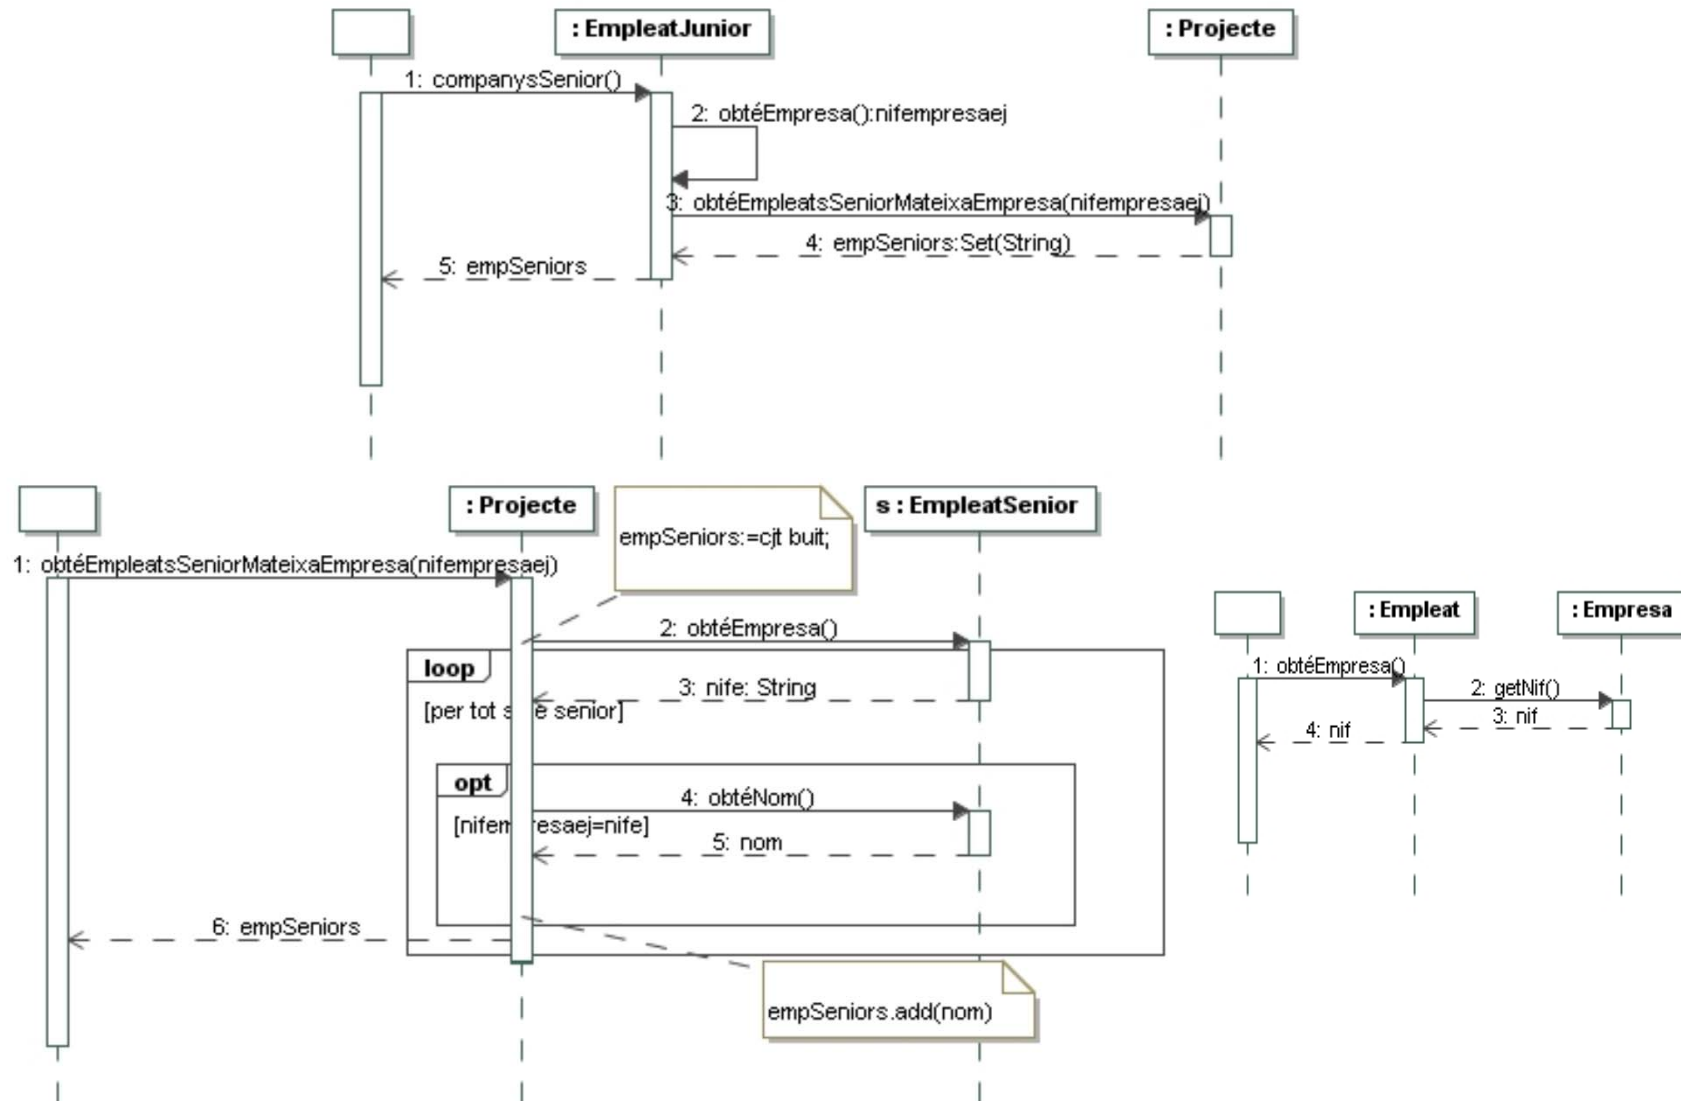 : EmpleatJunior
: Projecte
1: companysSenior()
2: obtéEmpresa():nifempresaej
3: obtéEmpleatsSeniorMateixaEmpresa(nifempresaej)
4: empSeniors:Set(String)
5: empSeniors
: Projecte
s : EmpleatSenior
empSeniors:=cjt buit;
1: obtéEmpleatsSeniorMateixaEmpresa(nifempresaej)
2: obtéEmpresa()
loop
3: nife: String
[per tot s de senior]
opt
4: obtéNom()
[nifempresaej=nife]
5: nom
6: empSeniors
empSeniors.add(nom)
: Empleat
: Empresa
1: obtéEmpresa()
2: getNif()
3: nif
4: nif